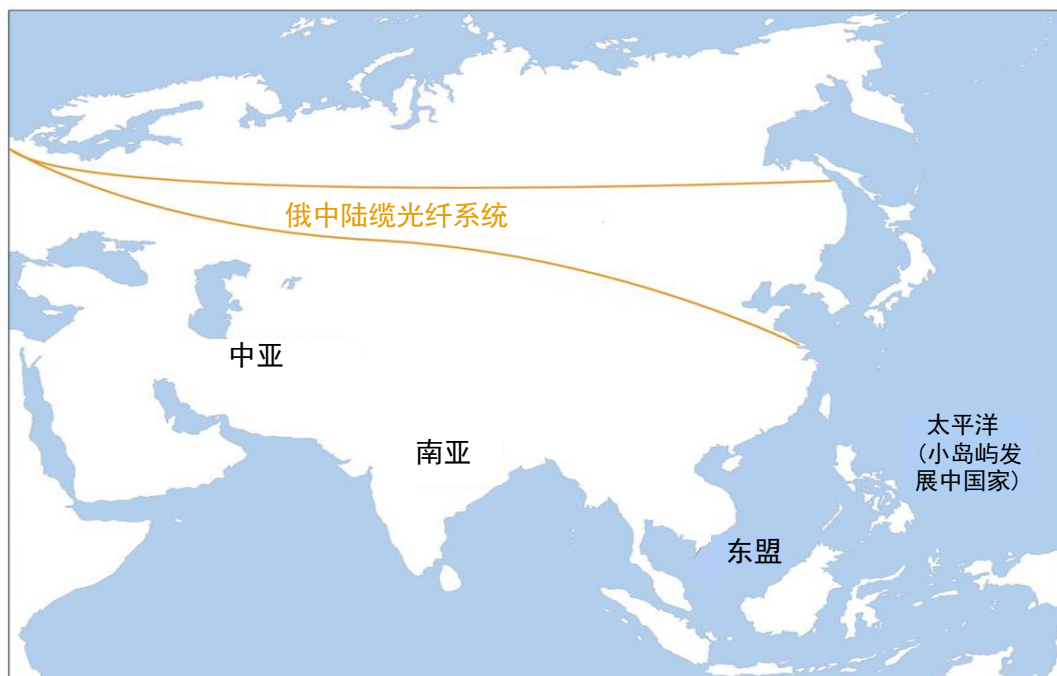 俄中陆缆光纤系统
中亚
太平洋
（小岛屿发
展中国家）
南亚
东盟